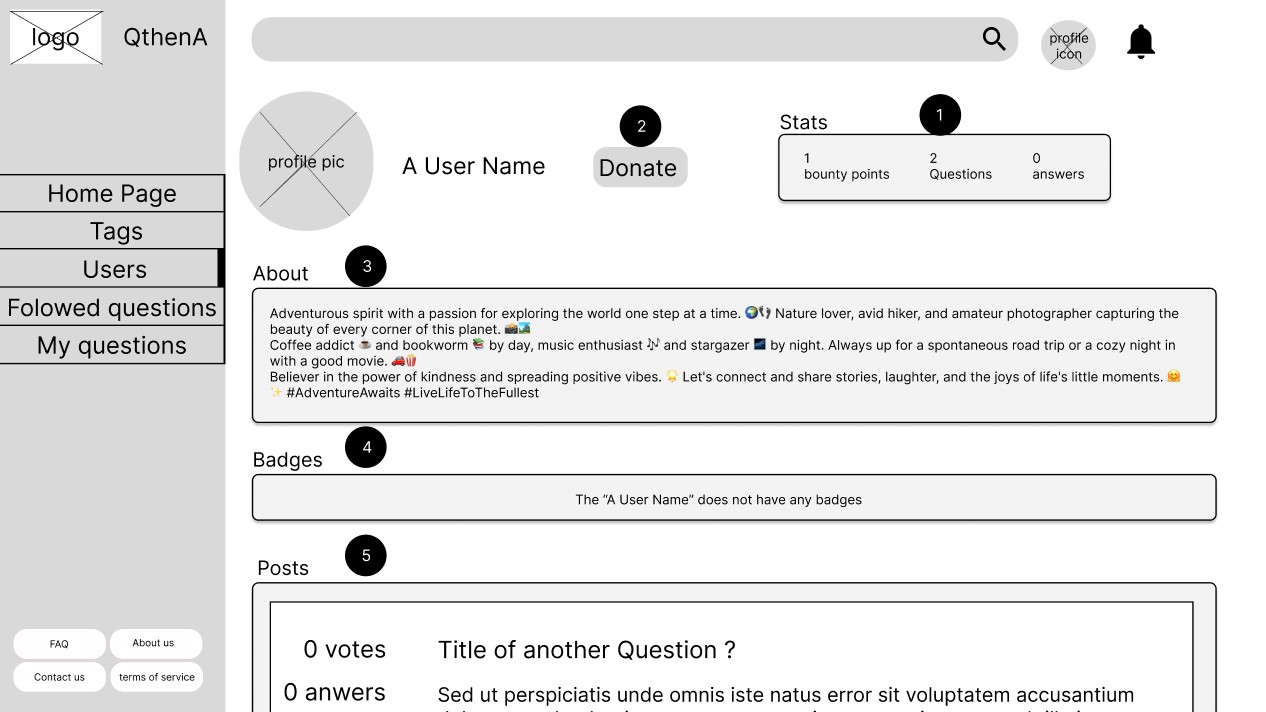 logo
QthenA
profile
icon
Home Page
Tags
Users
Folowed questions
My questions
FAQ
About us
Contact us
terms of service
profile pic
A User Name
2
Donate
Stats
1
1
bounty points
2
Questions
0
answers
About
3
Adventurous spirit with a passion for exploring the world one step at a time. 🌍👣 Nature lover, avid hiker, and amateur photographer capturing the
beauty of every corner of this planet. 📸🏞️
Coffee addict ☕ and bookworm 📚 by day, music enthusiast 🎶 and stargazer 🌌 by night. Always up for a spontaneous road trip or a cozy night in
with a good movie. 🚗🍿
Believer in the power of kindness and spreading positive vibes. 🌟 Let's connect and share stories, laughter, and the joys of life's little moments. 🤗
✨ #AdventureAwaits #LiveLifeToTheFullest
Badges
4
The “A User Name” does not have any badges
Posts
5
0 votes
Title of another Question ?
0 anwers
Sed ut perspiciatis unde omnis iste natus error sit voluptatem accusantium